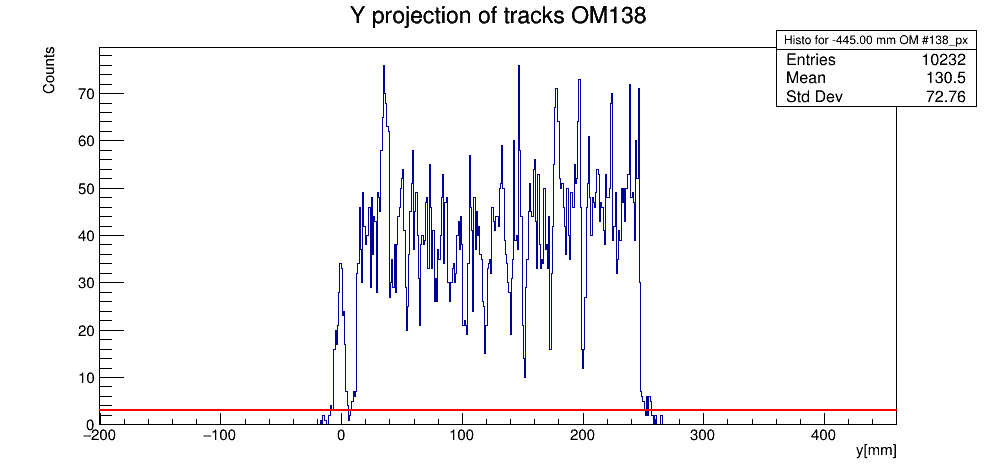 Y projection of tracks OM138
Histo for -445.00 mm OM #138_px
Entries 10232
Mean 130.5
Std Dev 72.76
Counts
70
60
50
40
30
20
10
0
−200 −100 0 100 200 300 400
y[mm]